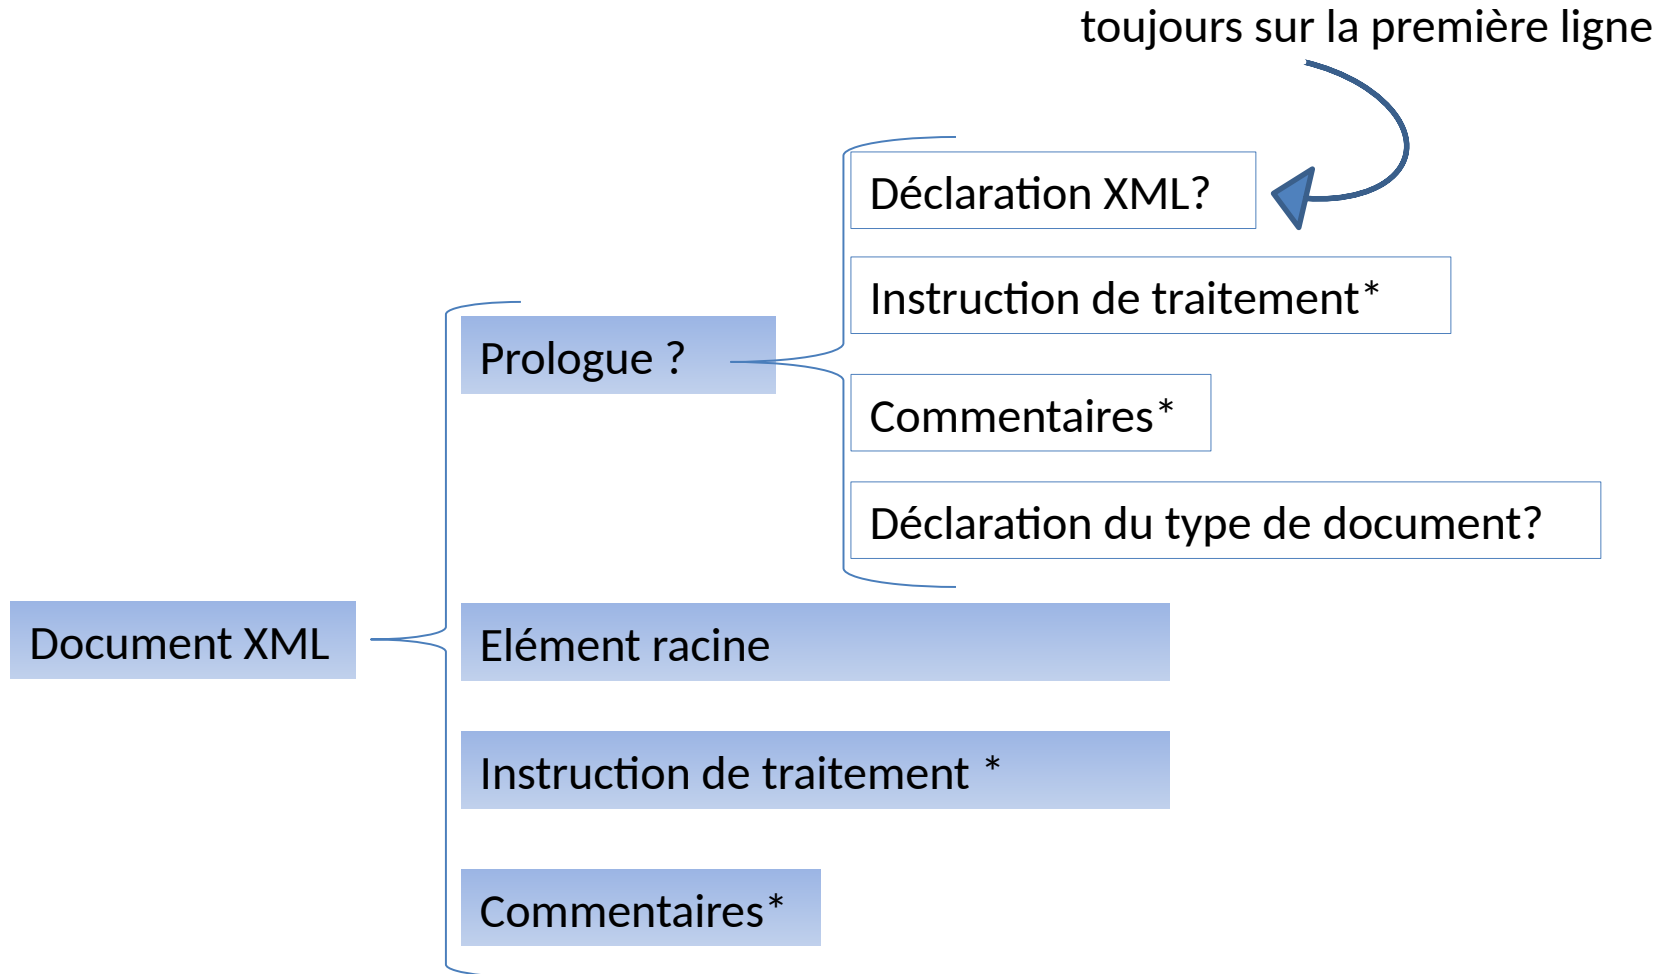 toujours sur la première ligne
Déclaration XML?
Instruction de traitement*
Prologue ?
Commentaires*
Déclaration du type de document?
Document XML
Elément racine
Instruction de traitement *
Commentaires*